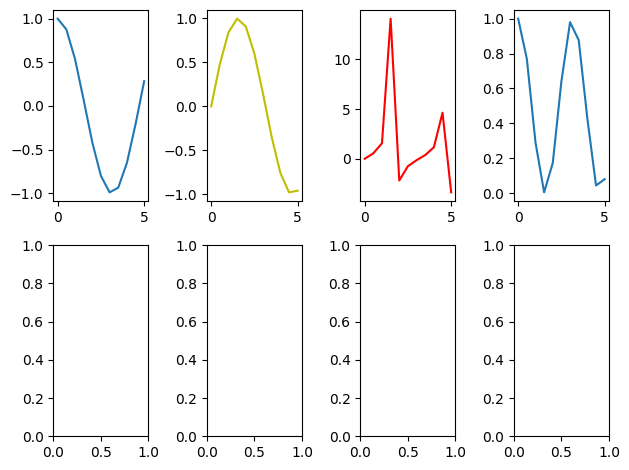 1.0 1.0 1.0
0.5 0.5 10 0.8
0.6
0.0 0.0 5
0.4
−0.5 −0.5 0 0.2
−1.0 −1.0 0.0
0 5 0 5 0 5 0 5
1.0 1.0 1.0 1.0
0.8 0.8 0.8 0.8
0.6 0.6 0.6 0.6
0.4 0.4 0.4 0.4
0.2 0.2 0.2 0.2
0.0 0.0 0.0 0.0
0.0 0.5 1.0 0.0 0.5 1.0 0.0 0.5 1.0 0.0 0.5 1.0